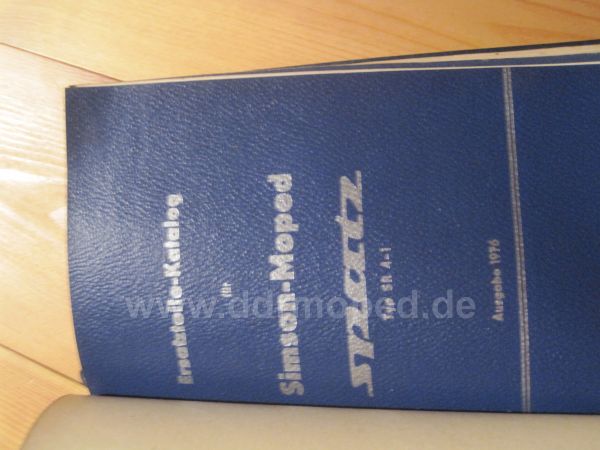 Ersatzteile-Katalog
für
Simson-Moped
spatz
Typ SR 4-1
Ausgabe 1976
www.ddrmoped.de